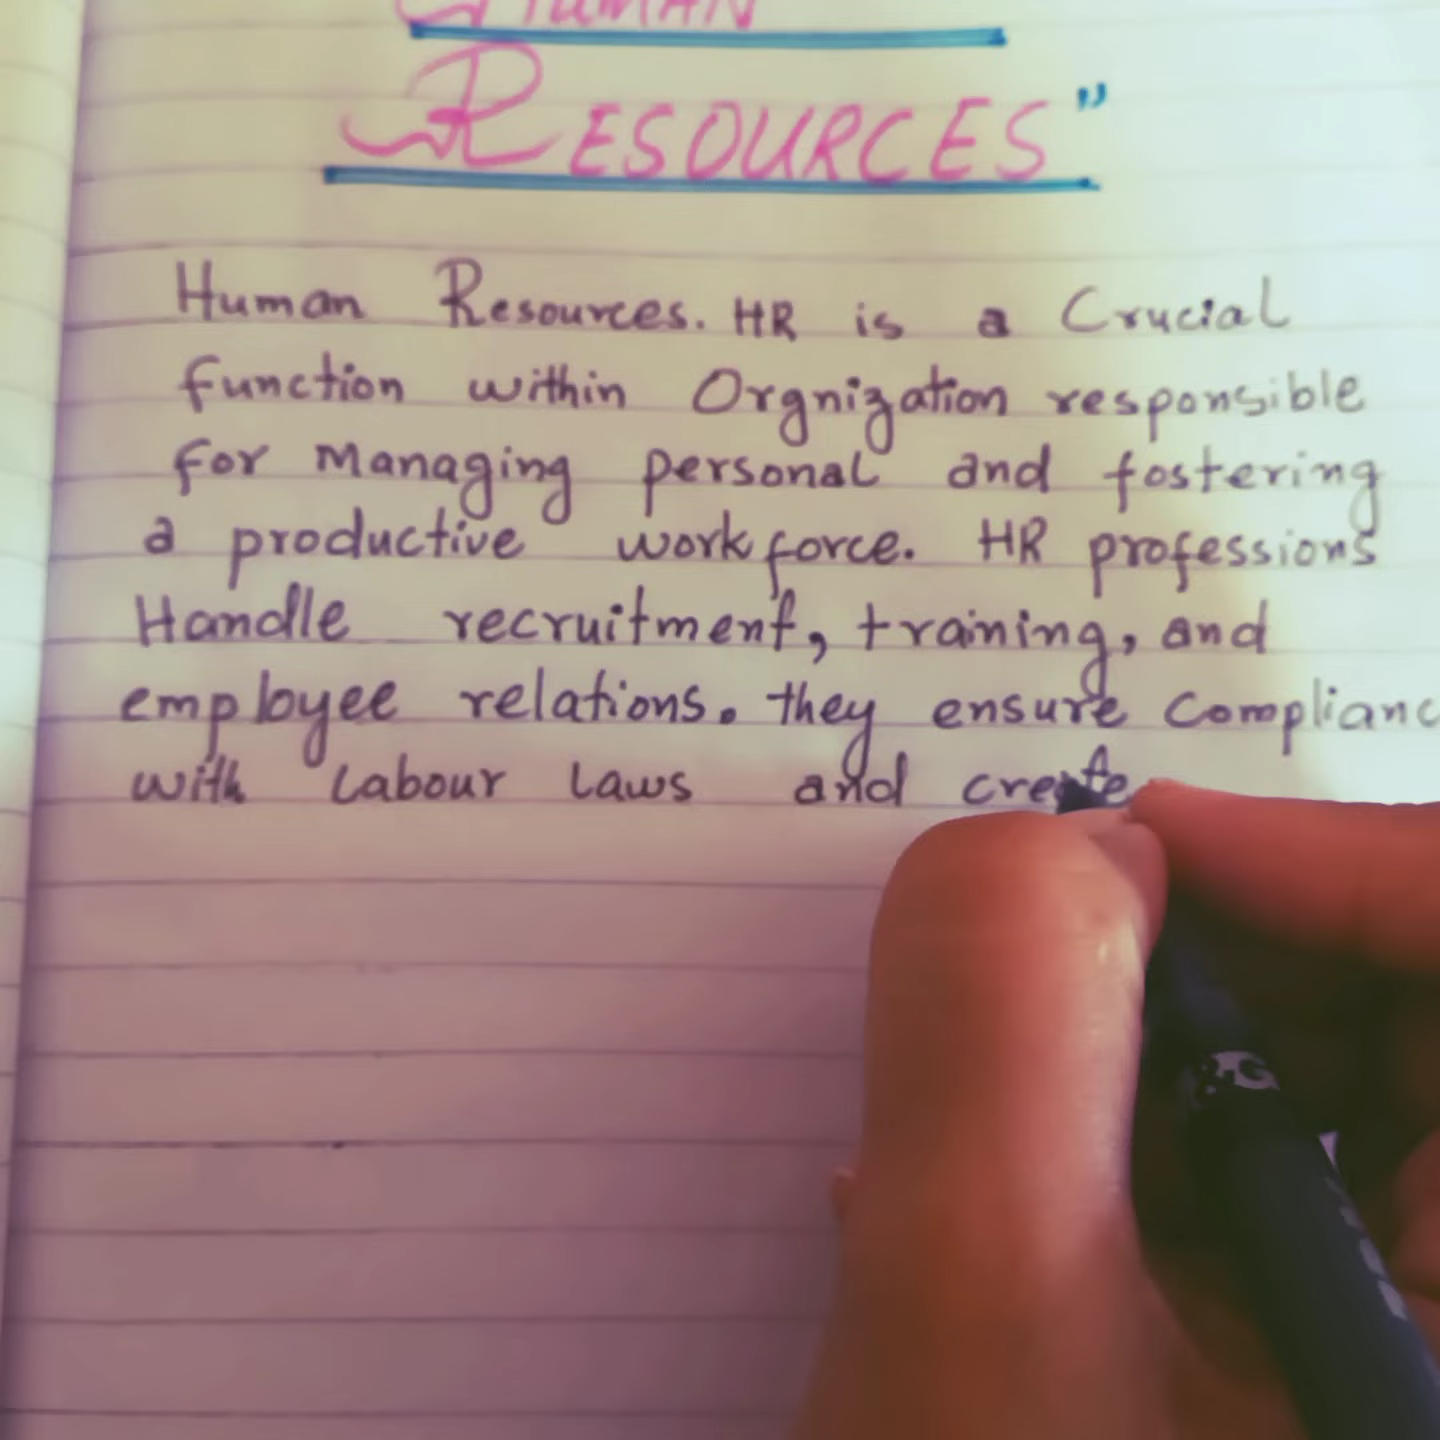 HUMAN
RESOURCES”
Human Resources. HR is a Crucial
function within Orgnization responsible
for managing personal and fostering
a productive workforce. HR professions
Handle recruitment, training, and
employee relations. they ensure Complianc
with Labour Laws and create